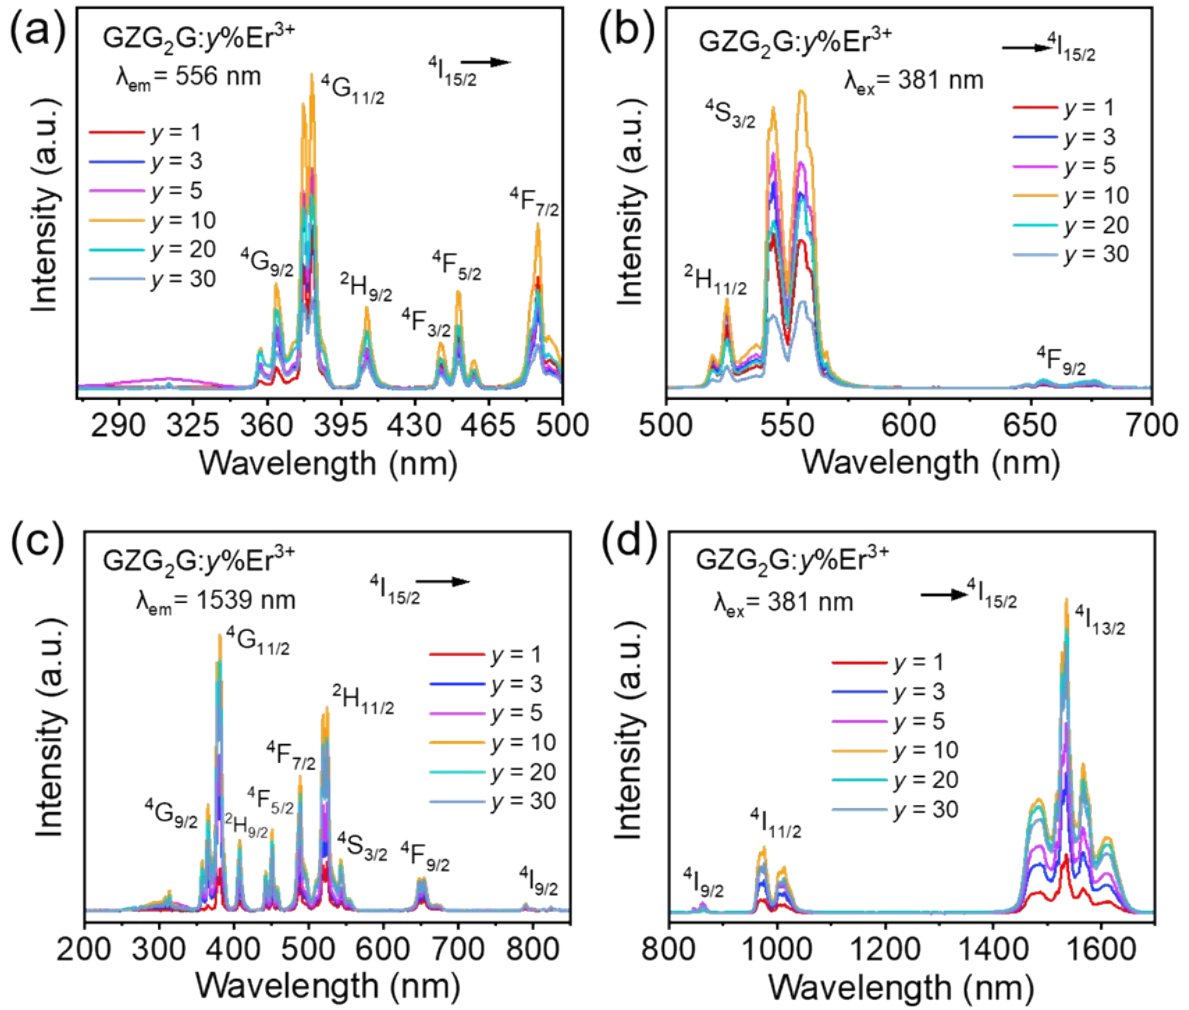 (a)
GZG₂G:y%Er³⁺
λem = 556 nm
⁴I₁₅/₂
⁴G₁₁/₂
y = 1
y = 3
y = 5
y = 10
y = 20
y = 30
⁴G₉/₂
²H₉/₂
⁴F₃/₂
⁴F₅/₂
⁴F₇/₂
Intensity (a.u.)
290 325 360 395 430 465 500
Wavelength (nm)
(b)
GZG₂G:y%Er³⁺
⁴I₁₅/₂
λex = 381 nm
⁴S₃/₂
y = 1
y = 3
y = 5
y = 10
y = 20
y = 30
²H₁₁/₂
⁴F₉/₂
Intensity (a.u.)
500 550 600 650 700
Wavelength (nm)
(c)
GZG₂G:y%Er³⁺
⁴I₁₅/₂
λem = 1539 nm
⁴G₁₁/₂
y = 1
y = 3
y = 5
y = 10
y = 20
y = 30
²H₁₁/₂
⁴F₇/₂
⁴F₅/₂
⁴G₉/₂
²H₉/₂
⁴S₃/₂
⁴F₉/₂
⁴I₉/₂
Intensity (a.u.)
200 300 400 500 600 700 800
Wavelength (nm)
(d)
GZG₂G:y%Er³⁺
⁴I₁₅/₂
λex = 381 nm
⁴I₁₃/₂
y = 1
y = 3
y = 5
y = 10
y = 20
y = 30
⁴I₁₁/₂
⁴I₉/₂
Intensity (a.u.)
800 1000 1200 1400 1600
Wavelength (nm)